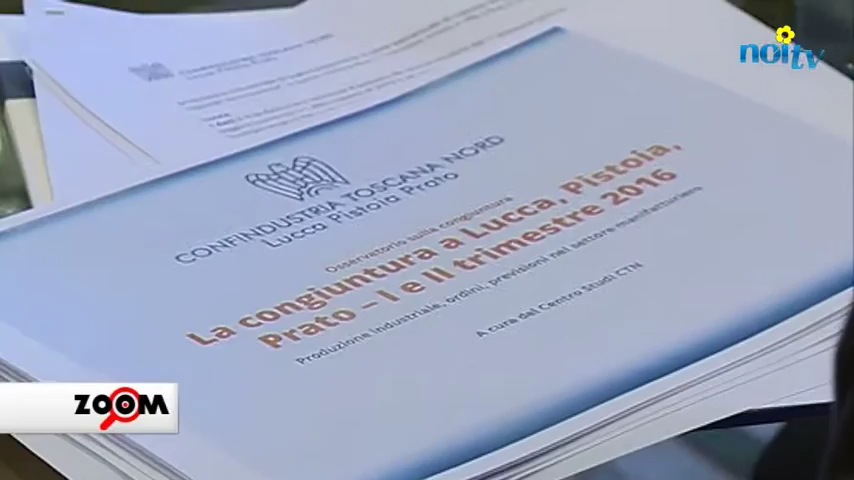 noitv
CONFINDUSTRIA TOSCANA NORD
Lucca Pistoia Prato
Osservatorio sulla congiuntura
La congiuntura a Lucca, Pistoia,
Prato – I e II trimestre 2016
Produzione industriale, ordini, previsioni nel settore manifatturiero
A cura del Centro Studi CTN
ZOOM